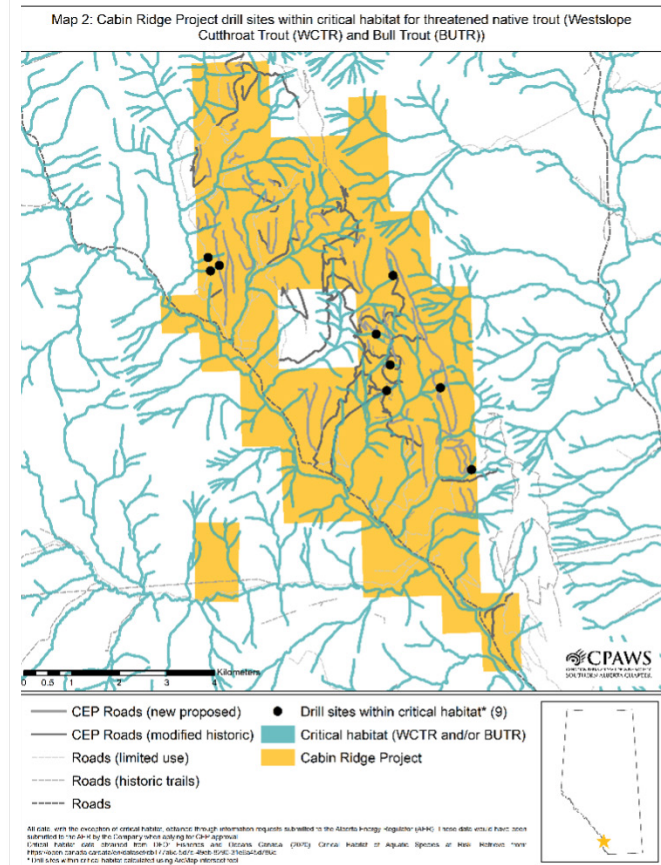 Map 2: Cabin Ridge Project drill sites within critical habitat for threatened native trout (Westslope
Cutthroat Trout (WCTR) and Bull Trout (BUTR))
Kilometers
0 0.5 1 2 3 4
CPAWS
SOUTHERN ALBERTA CHAPTER
CEP Roads (new proposed)
CEP Roads (modified historic)
Roads (limited use)
Roads (historic trails)
Roads
Drill sites within critical habitat* (9)
Critical habitat (WCTR and/or BUTR)
Cabin Ridge Project
All data, with the exception of critical habitat, obtained through information requests submitted to the Alberta Energy Regulator (AER). These data would have been
submitted to the AER by the Company when applying for CEP approval.
Critical habitat data obtained from DFO: Fisheries and Oceans Canada (2020). Critical Habitat of Aquatic Species at Risk. Retrieve from
* Drill sites within critical habitat calculated using ArcMap intersect tool